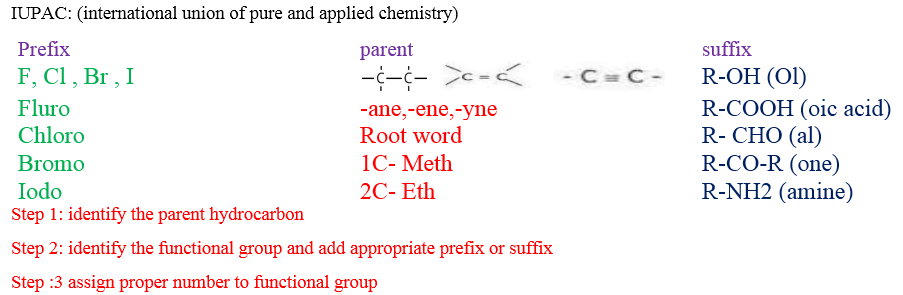 IUPAC: (international union of pure and applied chemistry)
Prefix parent suffix
F, Cl , Br , I -C-C- >C=C< - C ≡ C - R-OH (Ol)
Fluro -ane,-ene,-yne R-COOH (oic acid)
Chloro Root word R- CHO (al)
Bromo 1C- Meth R-CO-R (one)
Iodo 2C- Eth R-NH2 (amine)
Step 1: identify the parent hydrocarbon
Step 2: identify the functional group and add appropriate prefix or suffix
Step :3 assign proper number to functional group